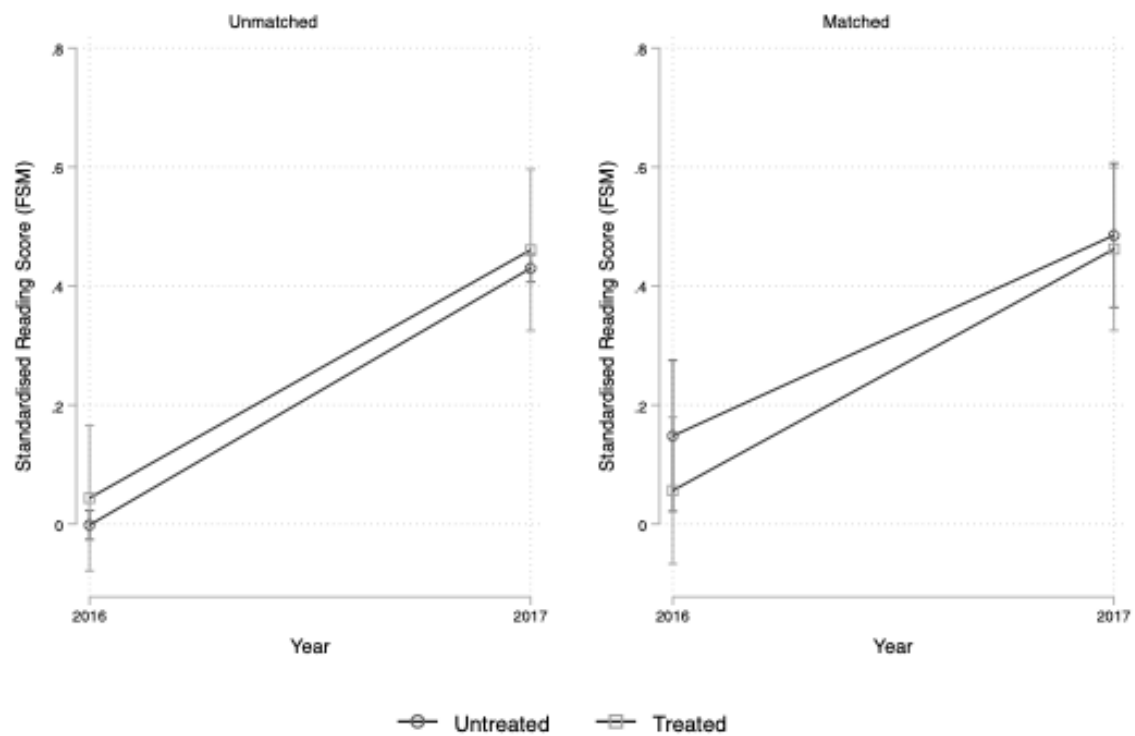 Unmatched
Matched
Standardised Reading Score (FSM)
.8
.6
.4
.2
0
2016
2017
Year
Standardised Reading Score (FSM)
.8
.6
.4
.2
0
2016
2017
Year
Untreated
Treated